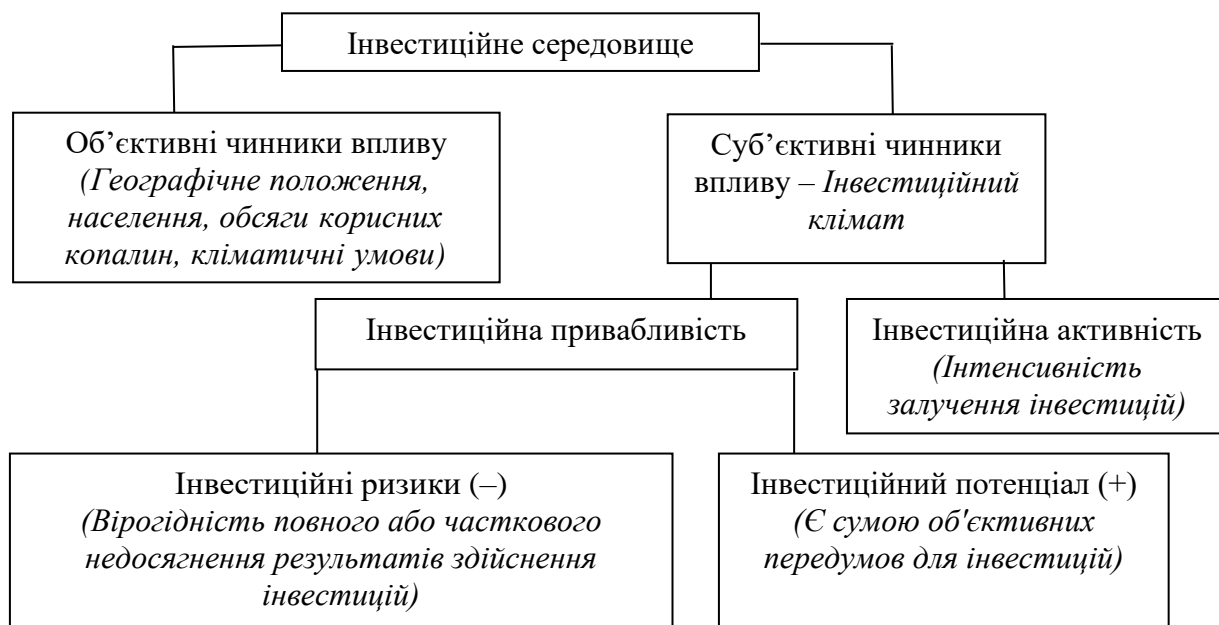 Інвестиційне середовище
Об’єктивні чинники впливу
(Географічне положення,
населення, обсяги корисних
копалин, кліматичні умови)
Суб’єктивні чинники
впливу – Інвестиційний
клімат
Інвестиційна привабливість
Інвестиційна активність
(Інтенсивність
залучення інвестицій)
Інвестиційні ризики (–)
(Вірогідність повного або часткового
недосягнення результатів здійснення
інвестицій)
Інвестиційний потенціал (+)
(Є сумою об'єктивних
передумов для інвестицій)